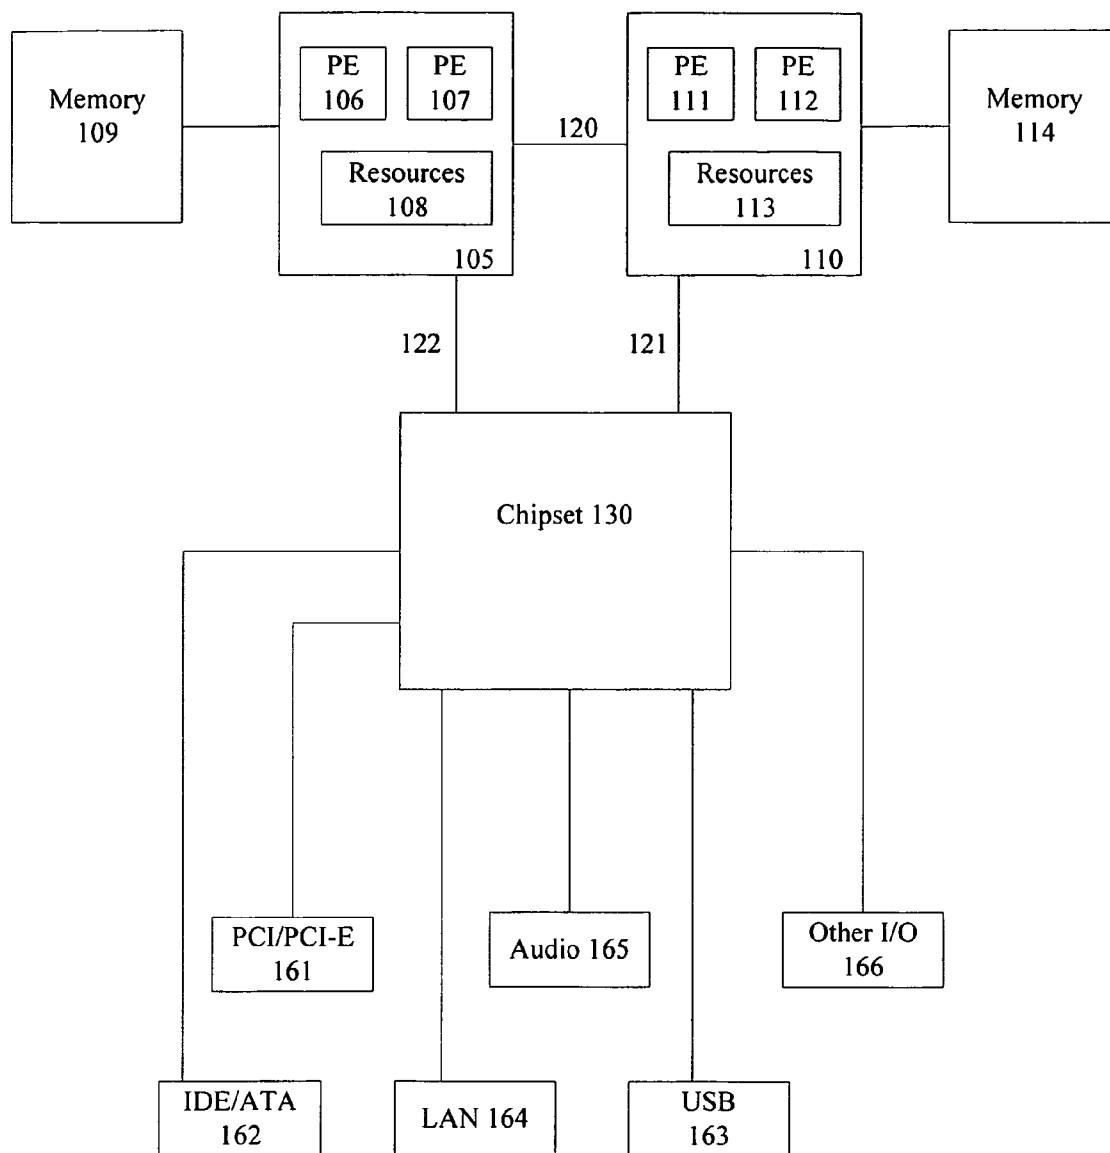 Memory
109
PE
106
PE
107
Resources
108
105
120
PE
111
PE
112
Resources
113
110
Memory
114
122
121
Chipset 130
PCI/PCI-E
161
Audio 165
Other I/O
166
IDE/ATA
162
LAN 164
USB
163